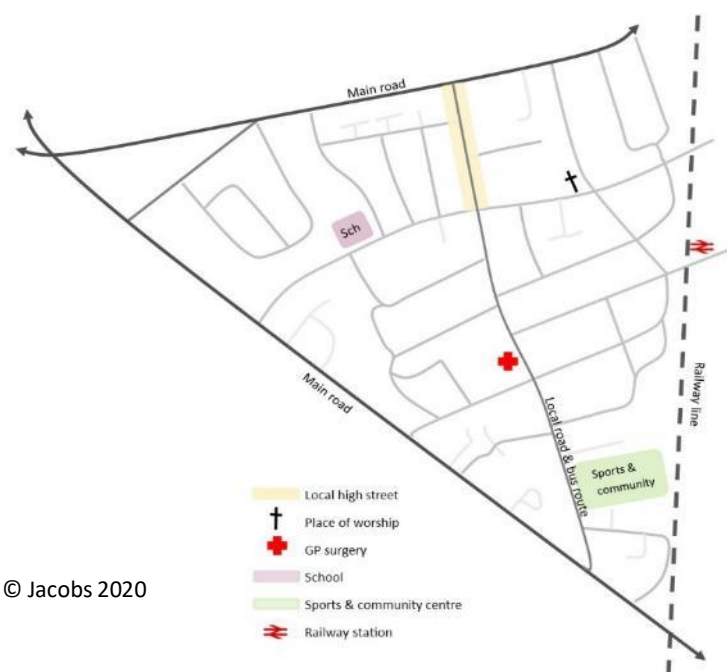 Main road
Sch
Main road
Railway line
Local road & bus route
Sports &
community
Local high street
Place of worship
GP surgery
School
Sports & community centre
Railway station
© Jacobs 2020